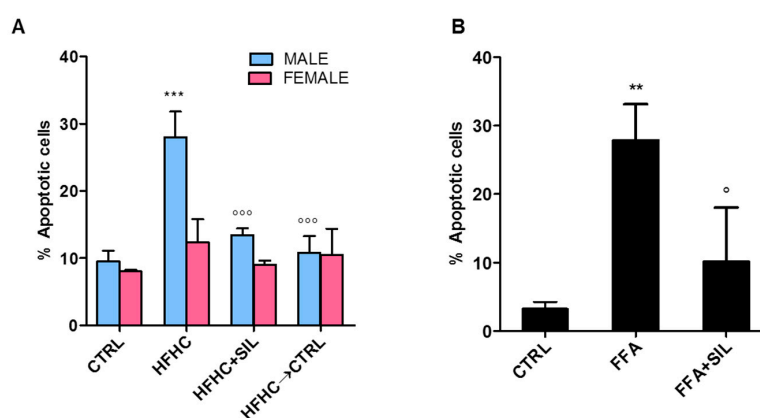 A
% Apoptotic cells
40
30
20
10
0
MALE
FEMALE
***
°°°
°°°
CTRL
HFHC
HFHC+SIL
HFHC→CTRL
B
% Apoptotic cells
40
30
20
10
0
**
°
CTRL
FFA
FFA+SIL